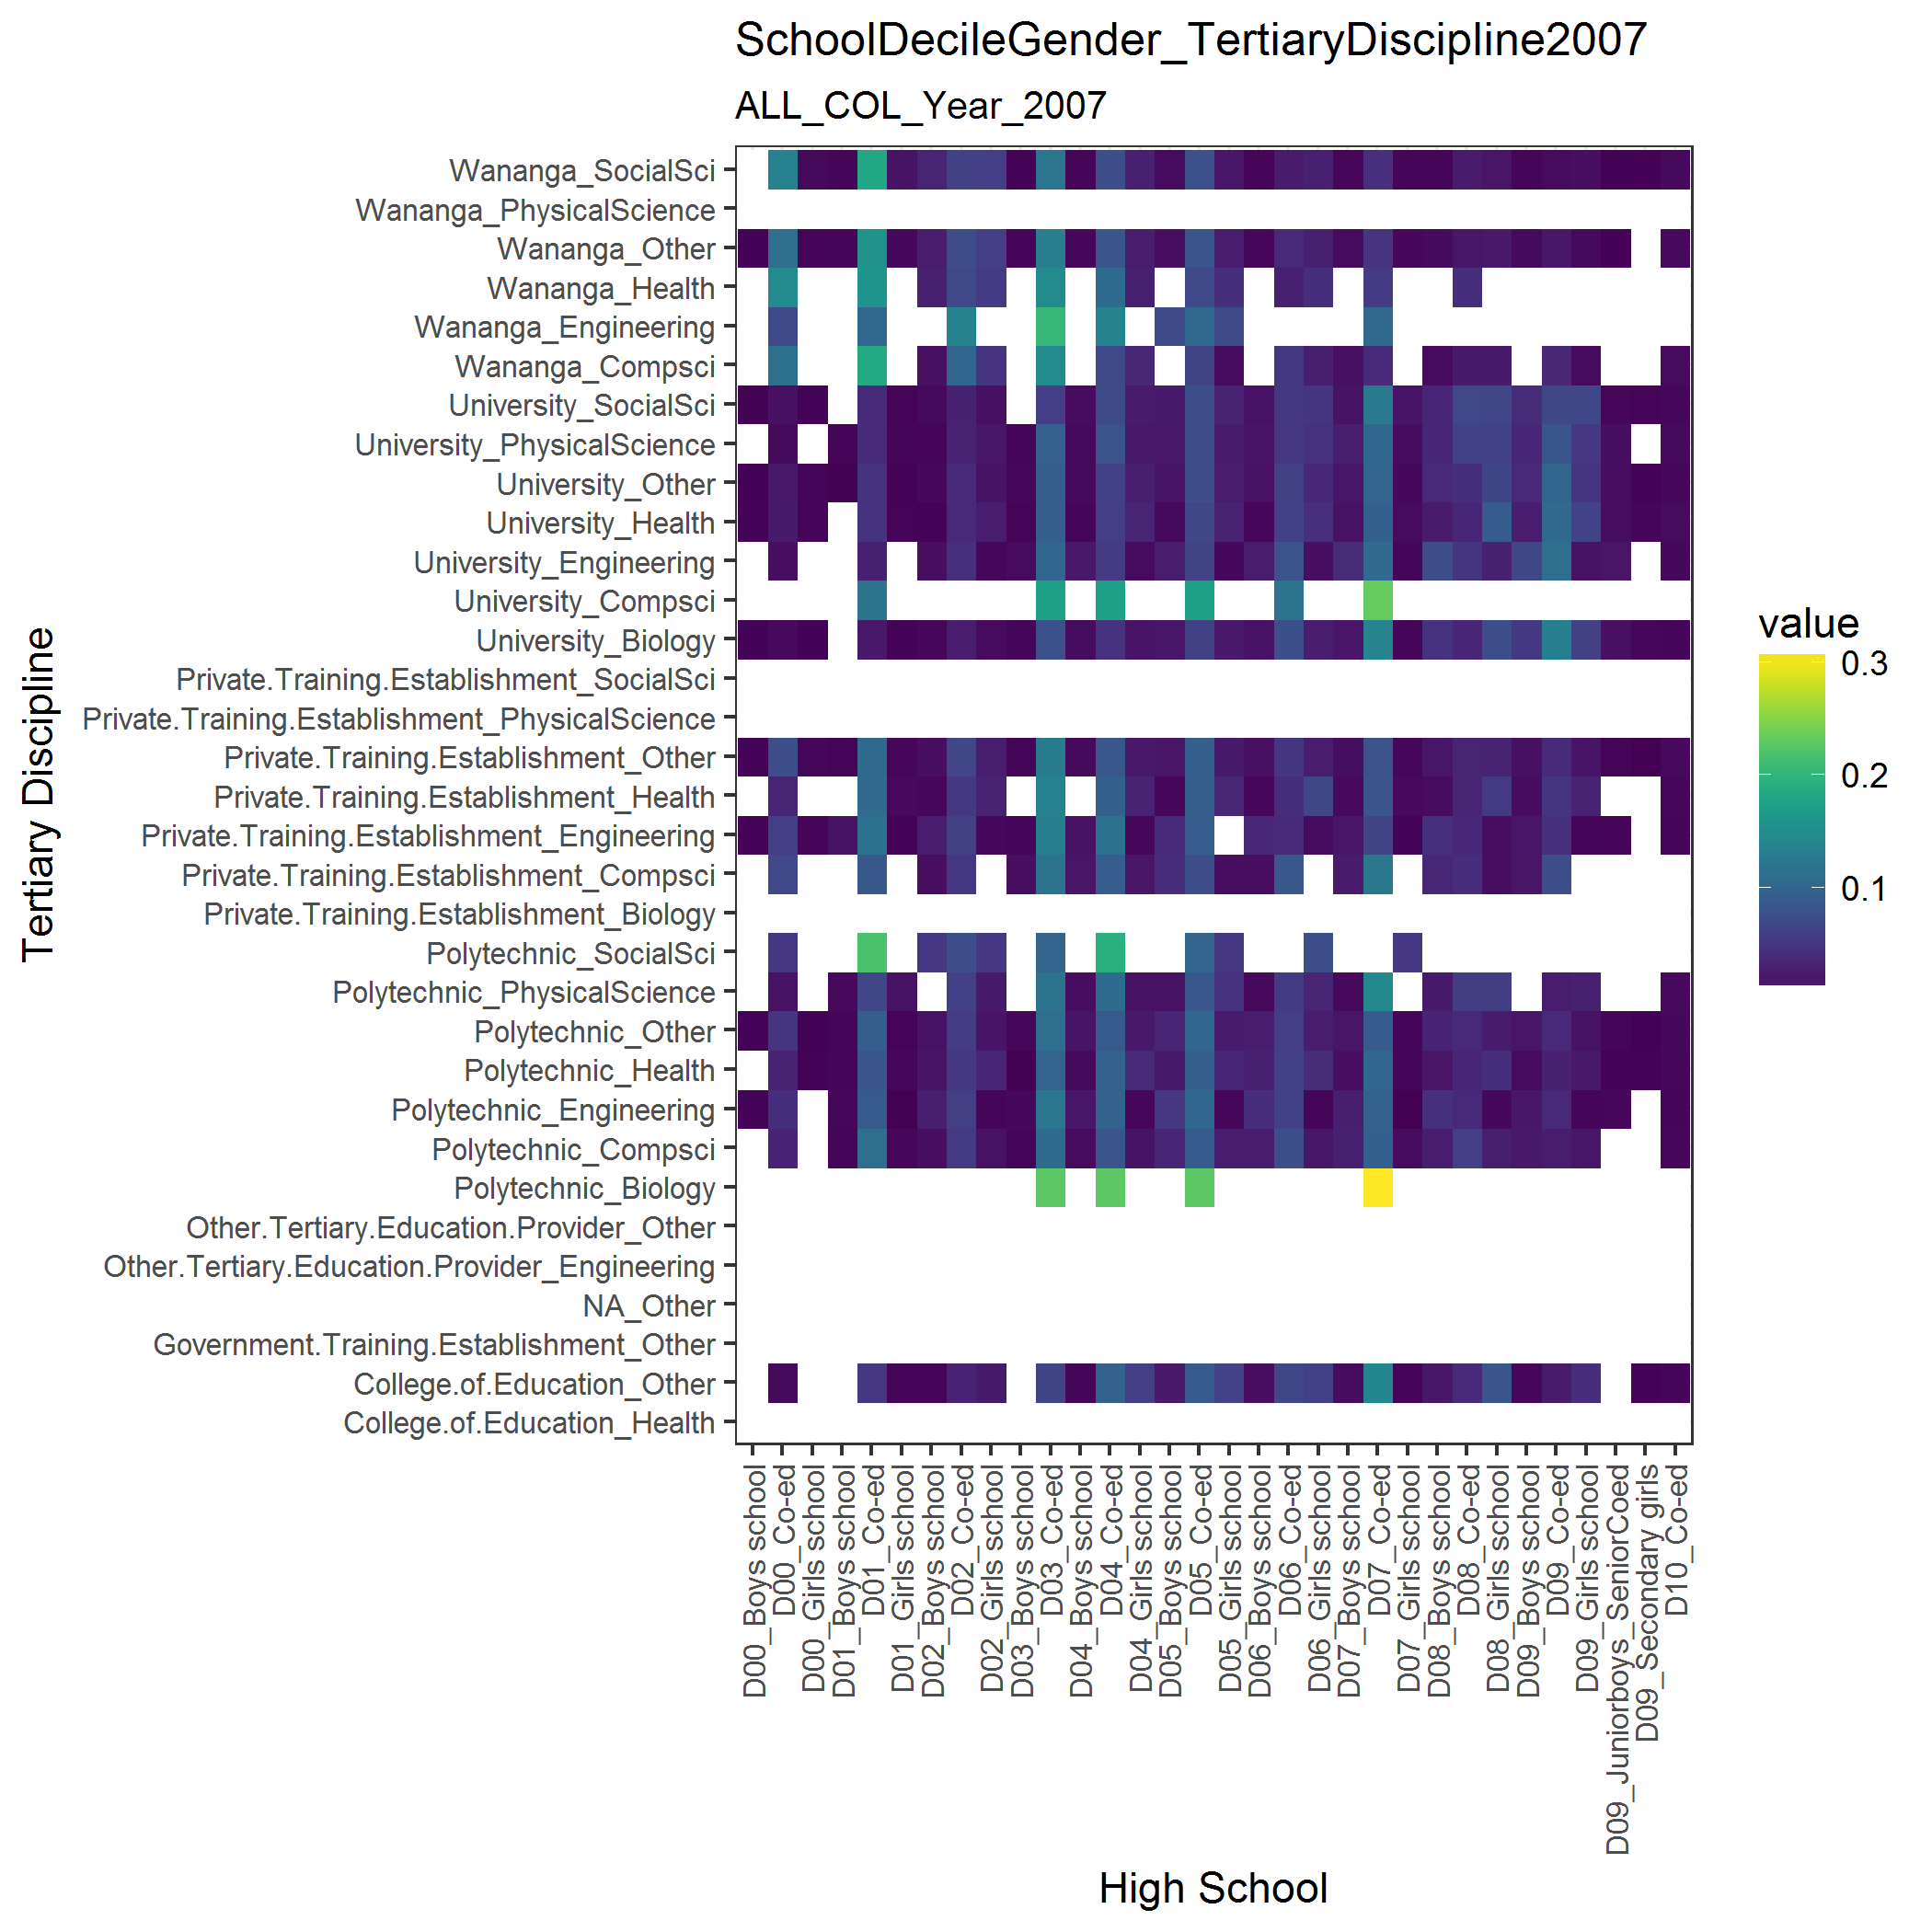 SchoolDecileGender_TertiaryDiscipline2007
ALL_COL_Year_2007
Tertiary Discipline
Wananga_SocialSci
Wananga_PhysicalScience
Wananga_Other
Wananga_Health
Wananga_Engineering
Wananga_Compsci
University_SocialSci
University_PhysicalScience
University_Other
University_Health
University_Engineering
University_Compsci
University_Biology
Private.Training.Establishment_SocialSci
Private.Training.Establishment_PhysicalScience
Private.Training.Establishment_Other
Private.Training.Establishment_Health
Private.Training.Establishment_Engineering
Private.Training.Establishment_Compsci
Private.Training.Establishment_Biology
Polytechnic_SocialSci
Polytechnic_PhysicalScience
Polytechnic_Other
Polytechnic_Health
Polytechnic_Engineering
Polytechnic_Compsci
Polytechnic_Biology
Other.Tertiary.Education.Provider_Other
Other.Tertiary.Education.Provider_Engineering
NA_Other
Government.Training.Establishment_Other
College.of.Education_Other
College.of.Education_Health
D00_Boys school
D00_Co-ed
D00_Girls school
D01_Boys school
D01_Co-ed
D01_Girls school
D02_Boys school
D02_Co-ed
D02_Girls school
D03_Boys school
D03_Co-ed
D04_Boys school
D04_Co-ed
D04_Girls school
D05_Boys school
D05_Co-ed
D05_Girls school
D06_Boys school
D06_Co-ed
D06_Girls school
D07_Boys school
D07_Co-ed
D07_Girls school
D08_Boys school
D08_Co-ed
D08_Girls school
D09_Boys school
D09_Co-ed
D09_Girls school
D09_Juniorboys_SeniorCoed
D09_Secondary girls
D10_Co-ed
High School
value
0.3
0.2
0.1